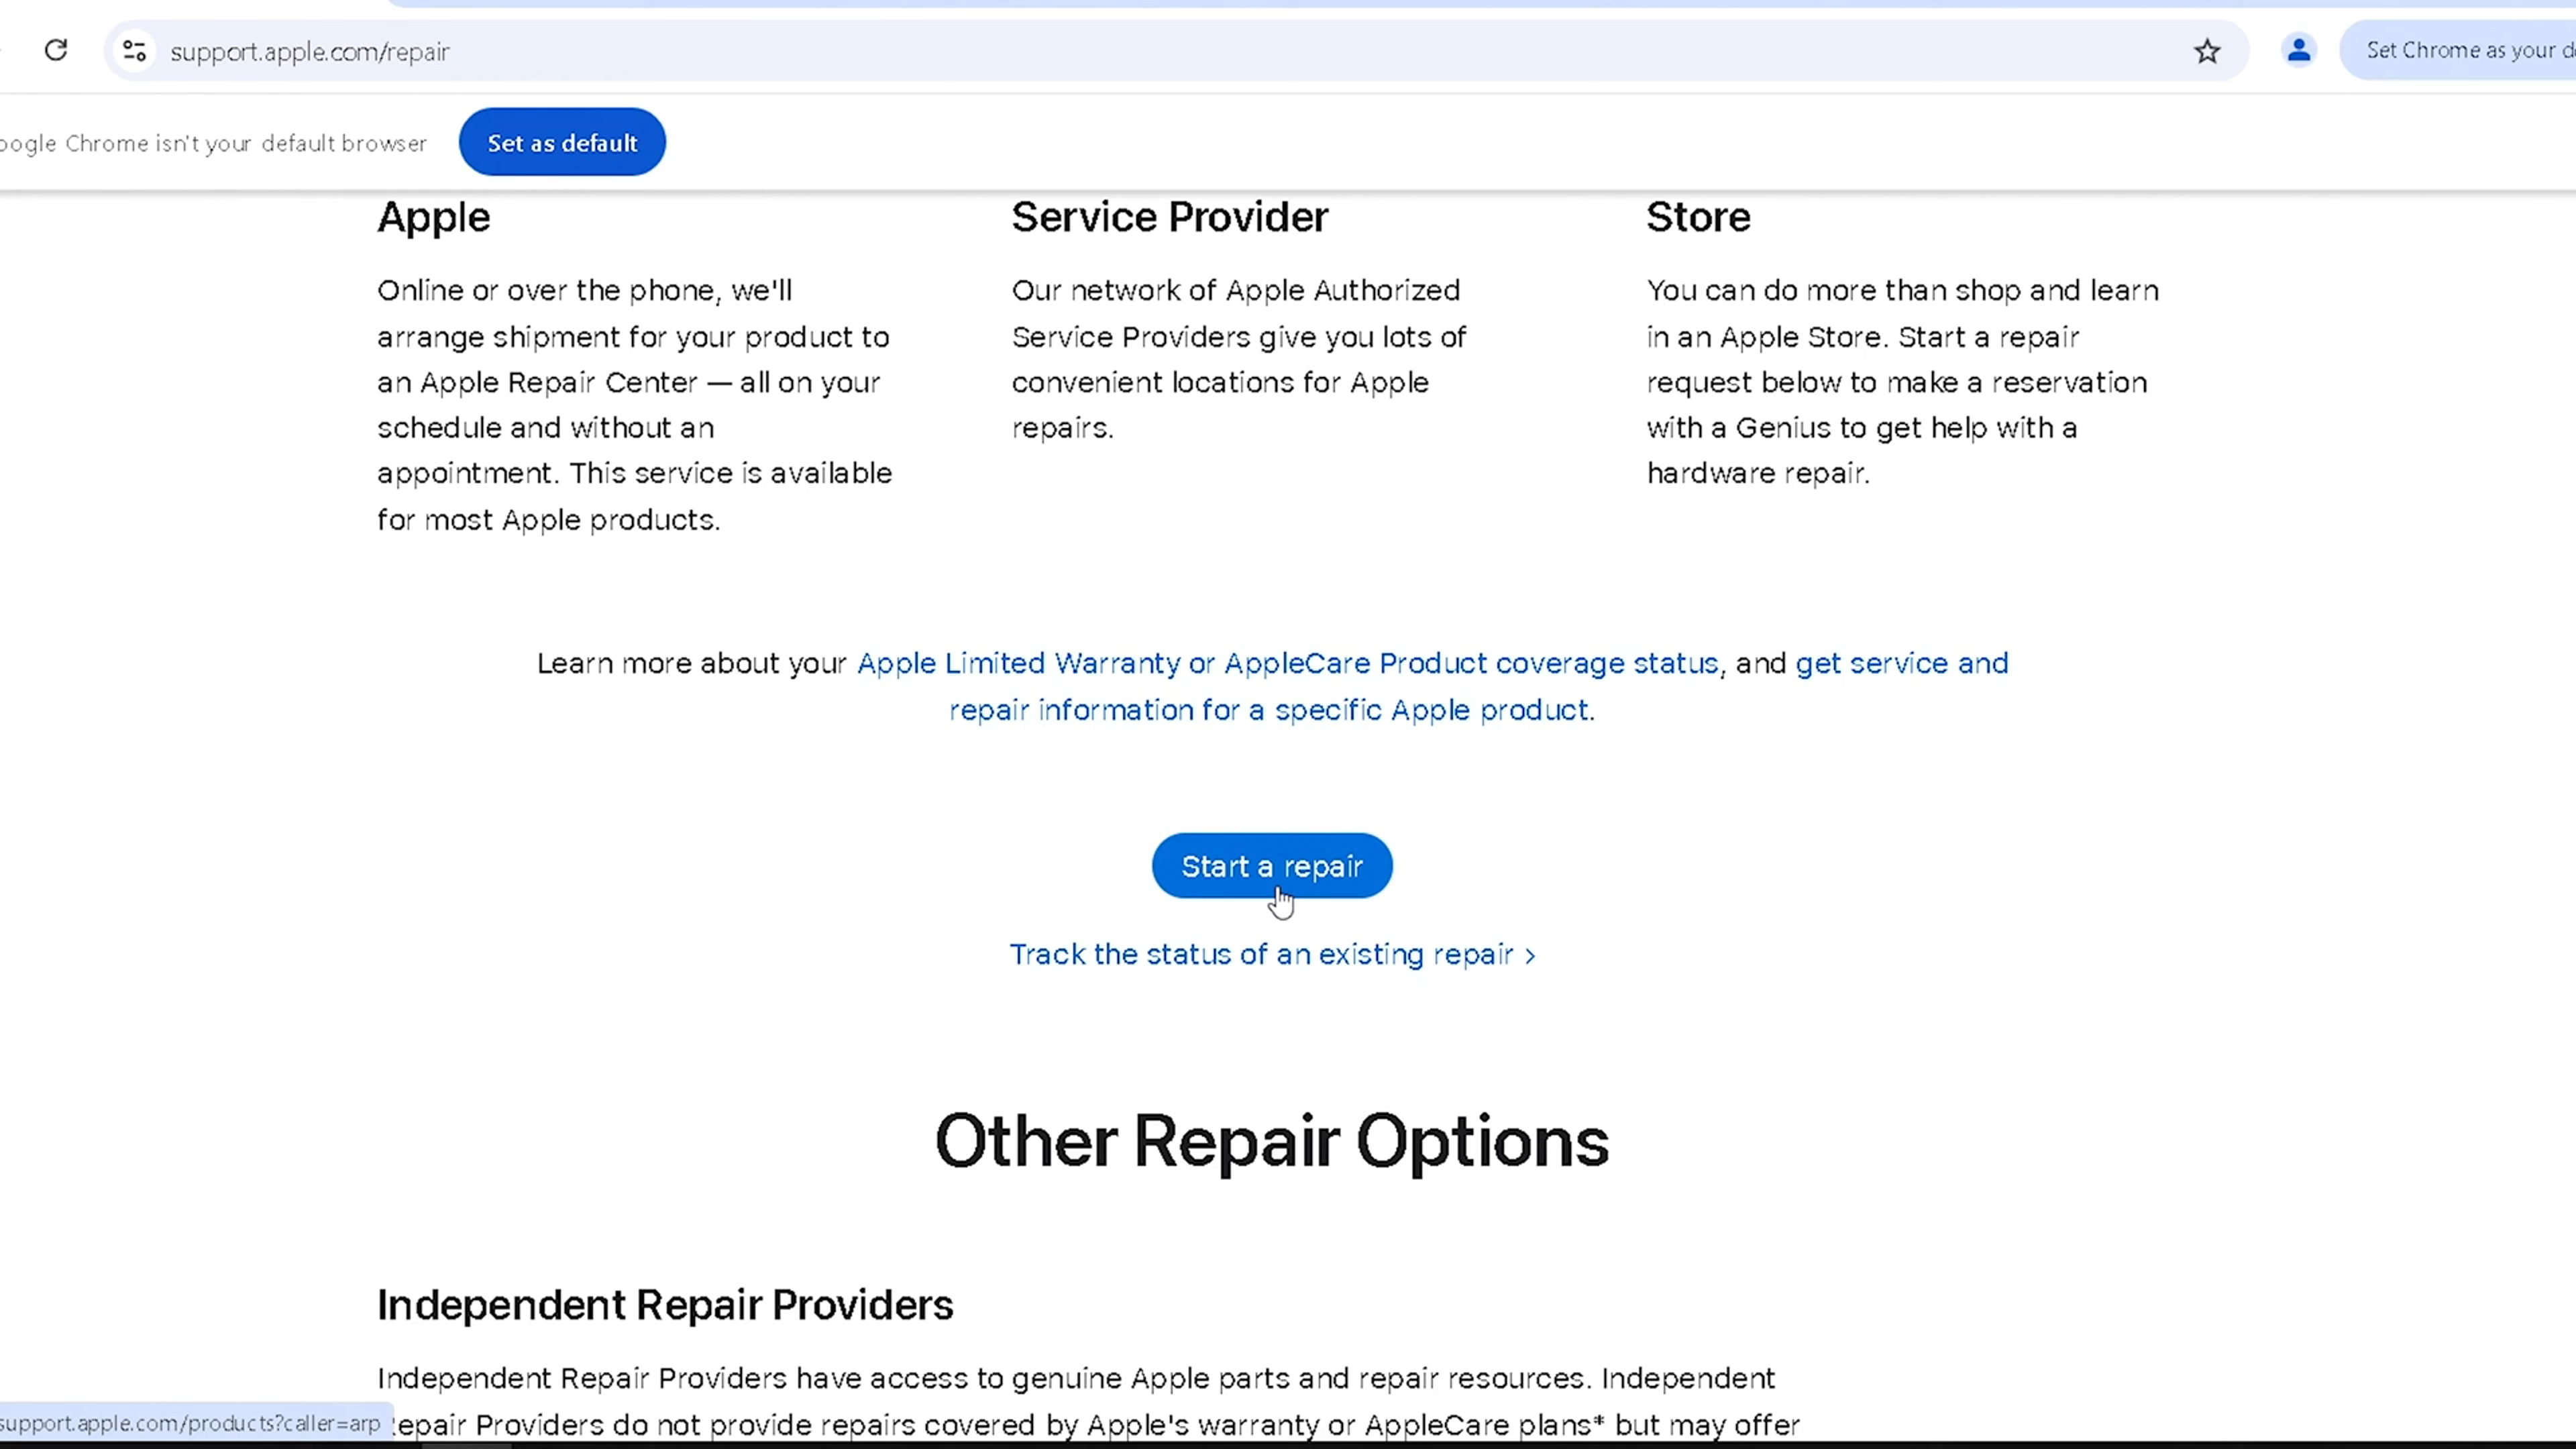 support.apple.com/repair
Set Chrome as your
oogle Chrome isn't your default browser
Set as default
Apple
Online or over the phone, we'll
arrange shipment for your product to
an Apple Repair Center — all on your
schedule and without an
appointment. This service is available
for most Apple products.
Service Provider
Our network of Apple Authorized
Service Providers give you lots of
convenient locations for Apple
repairs.
Store
You can do more than shop and learn
in an Apple Store. Start a repair
request below to make a reservation
with a Genius to get help with a
hardware repair.
Learn more about your Apple Limited Warranty or AppleCare Product coverage status, and get service and
repair information for a specific Apple product.
Start a repair
Track the status of an existing repair >
Other Repair Options
Independent Repair Providers
Independent Repair Providers have access to genuine Apple parts and repair resources. Independent
epair Providers do not provide repairs covered by Apple's warranty or AppleCare plans* but may offer
support.apple.com/products?caller=arp